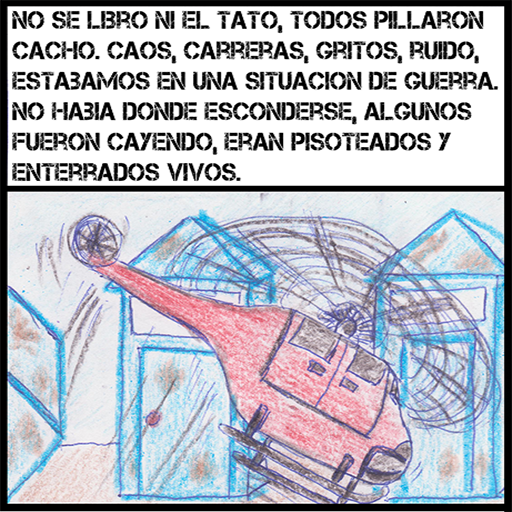 NO SE LBRO NI EL TATO, TODOS PILLARON
CACHO. CAOS, CARRERAS, GRITOS, RUIDO,
ESTABAMOS EN UNA SITUACION DE GUERRA.
NO HABIA DONDE ESCONDERSE, ALGUNOS
FUERON CAYENDO, ERAN PISOTEADOS Y
ENTERRADOS VIVOS.